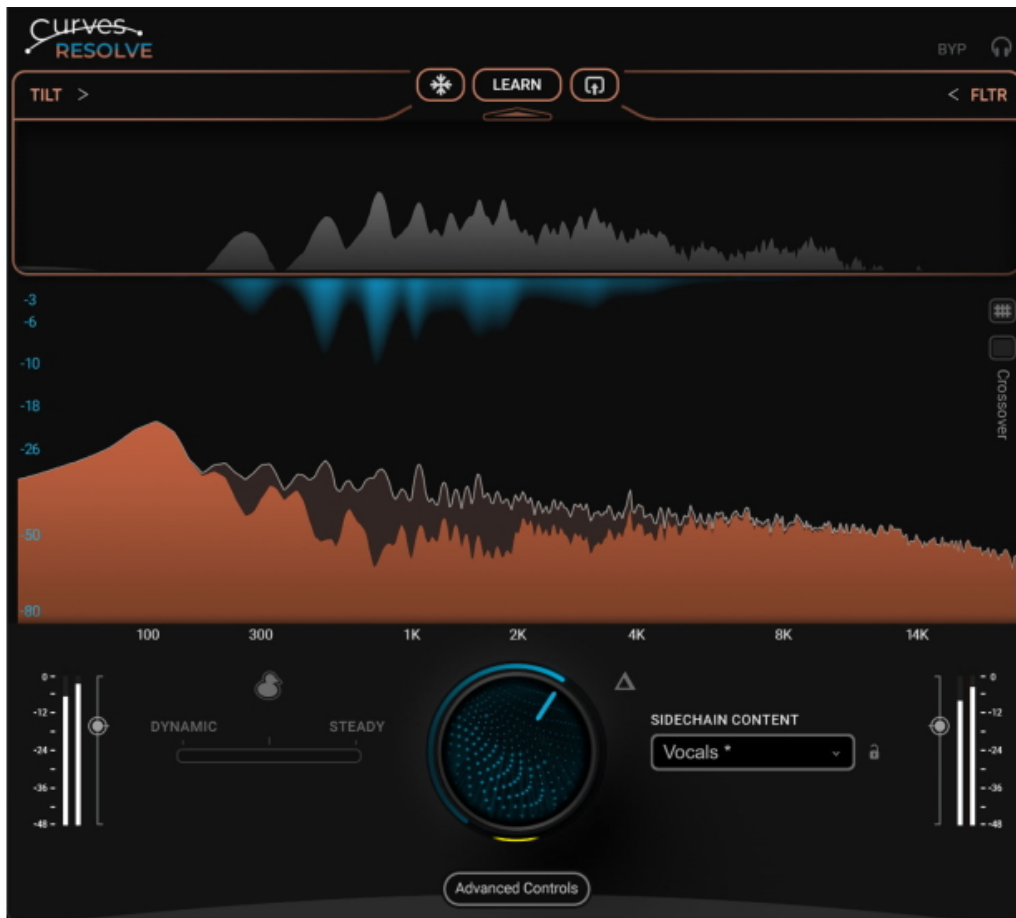 Curves
RESOLVE
BYP
TILT >
LEARN
< FLTR
-3
-6
-10
-18
-26
-50
-80
Crossover
100 300 1K 2K 4K 8K 14K
0
-12
-24
-36
-48
DYNAMIC STEADY
SIDECHAIN CONTENT
Vocals *
0
-12
-24
-36
-48
Advanced Controls